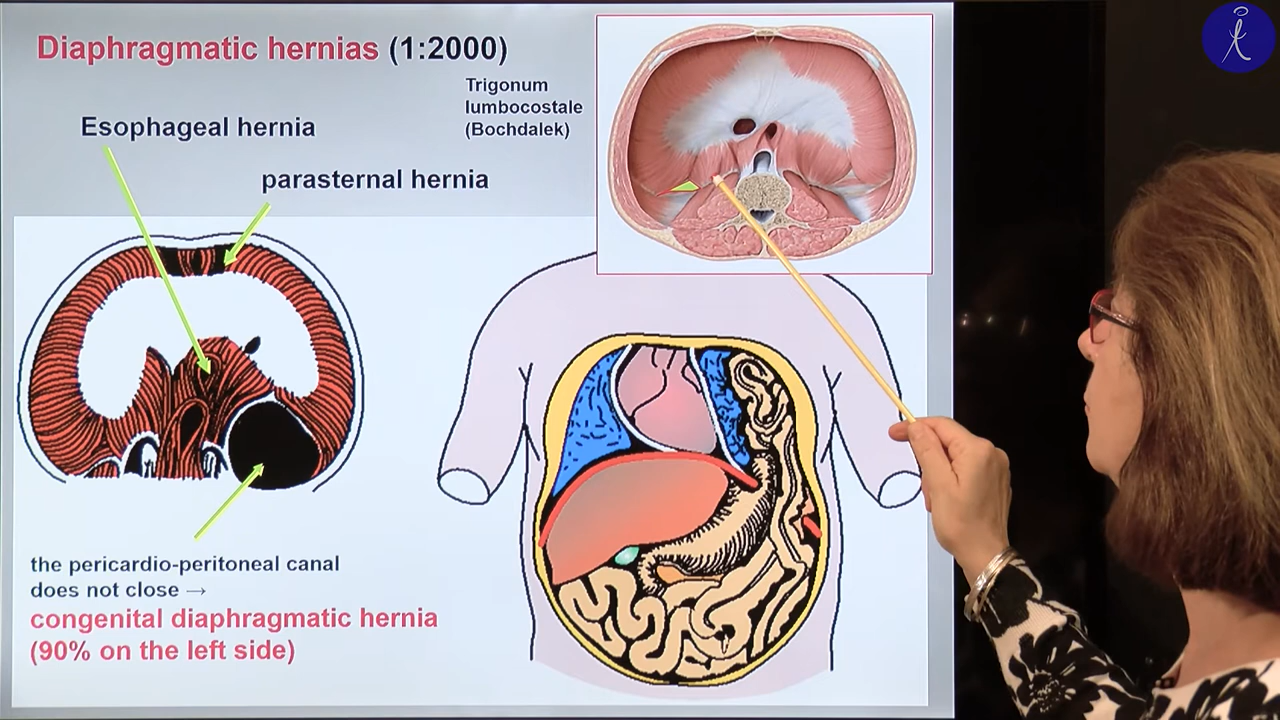 Diaphragmatic hernias (1:2000)
Trigonum
lumbocostale
(Bochdalek)
Esophageal hernia
parasternal hernia
the pericardio-peritoneal canal
does not close →
congenital diaphragmatic hernia
(90% on the left side)